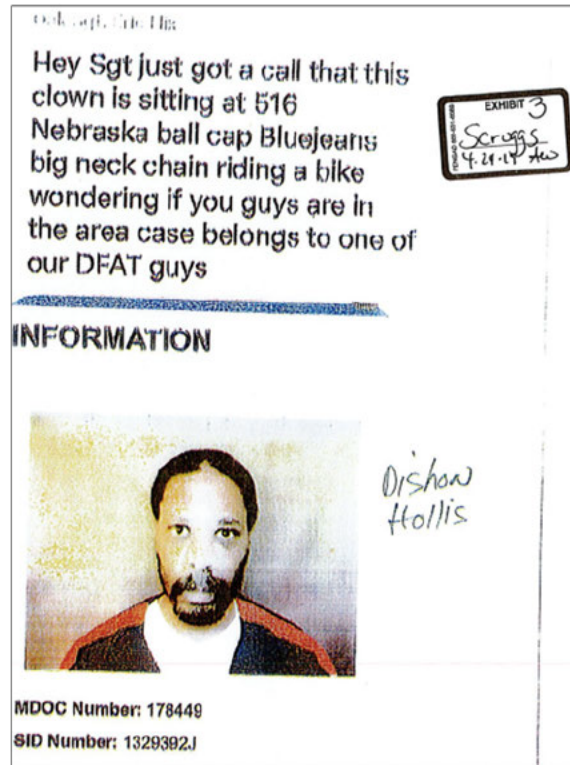 Hey Sgt just got a call that this
clown is sitting at 516
Nebraska ball cap Bluejeans
big neck chain riding a bike
wondering if you guys are in
the area case belongs to one of
our DFAT guys
EXHIBIT 3
Scruggs
INFORMATION
Dishon
Hollis
MDOC Number: 178449
SID Number: 1329392J